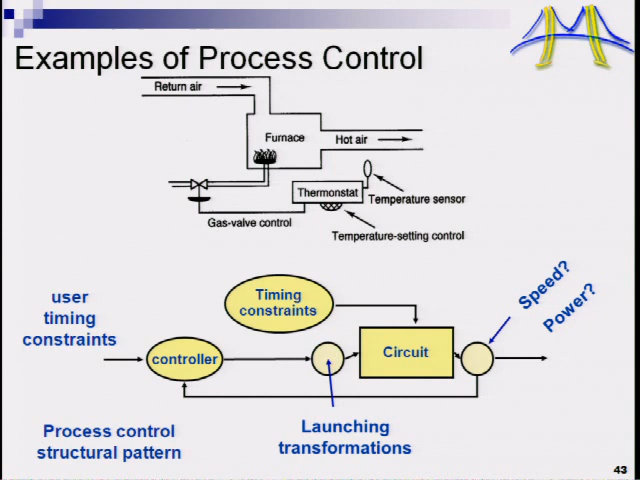 Examples of Process Control
Return air
Furnace
Hot air
Thermostat
Temperature sensor
Gas-valve control
Temperature-setting control
user
timing
constraints
Timing
constraints
Speed?
Power?
controller
Circuit
Process control
structural pattern
Launching
transformations
43